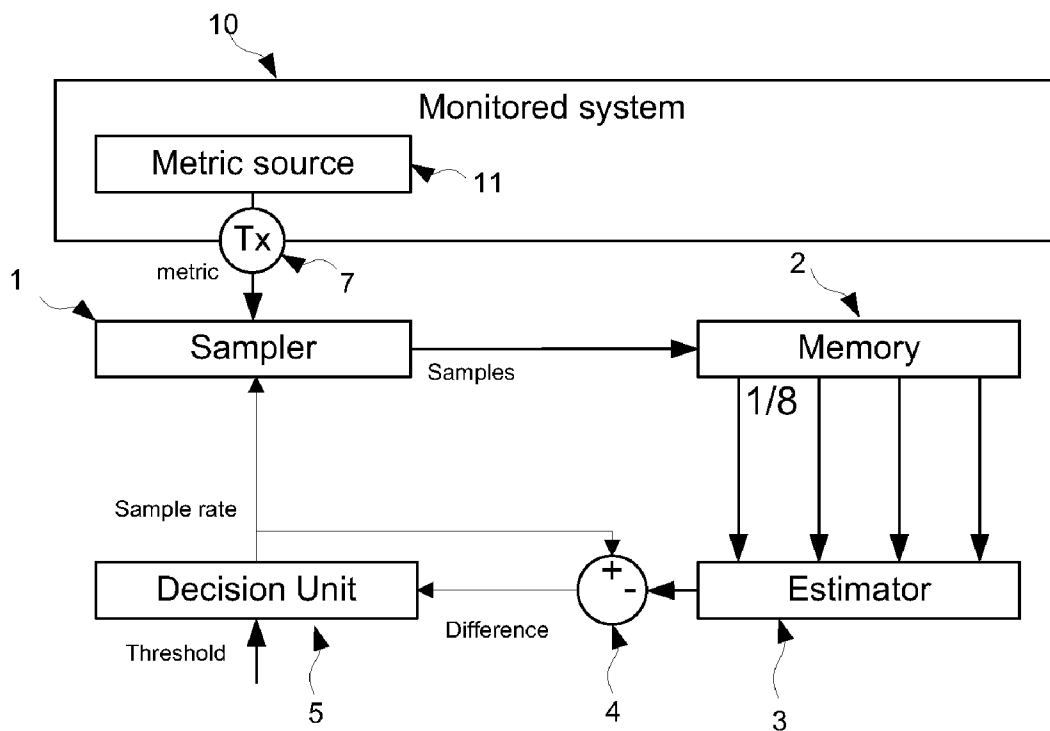 10
Monitored system
Metric source
11
Tx
metric
7
1
2
Sampler
Memory
Samples
1/8
Sample rate
+
-
Decision Unit
Estimator
Difference
Threshold
5
4
3